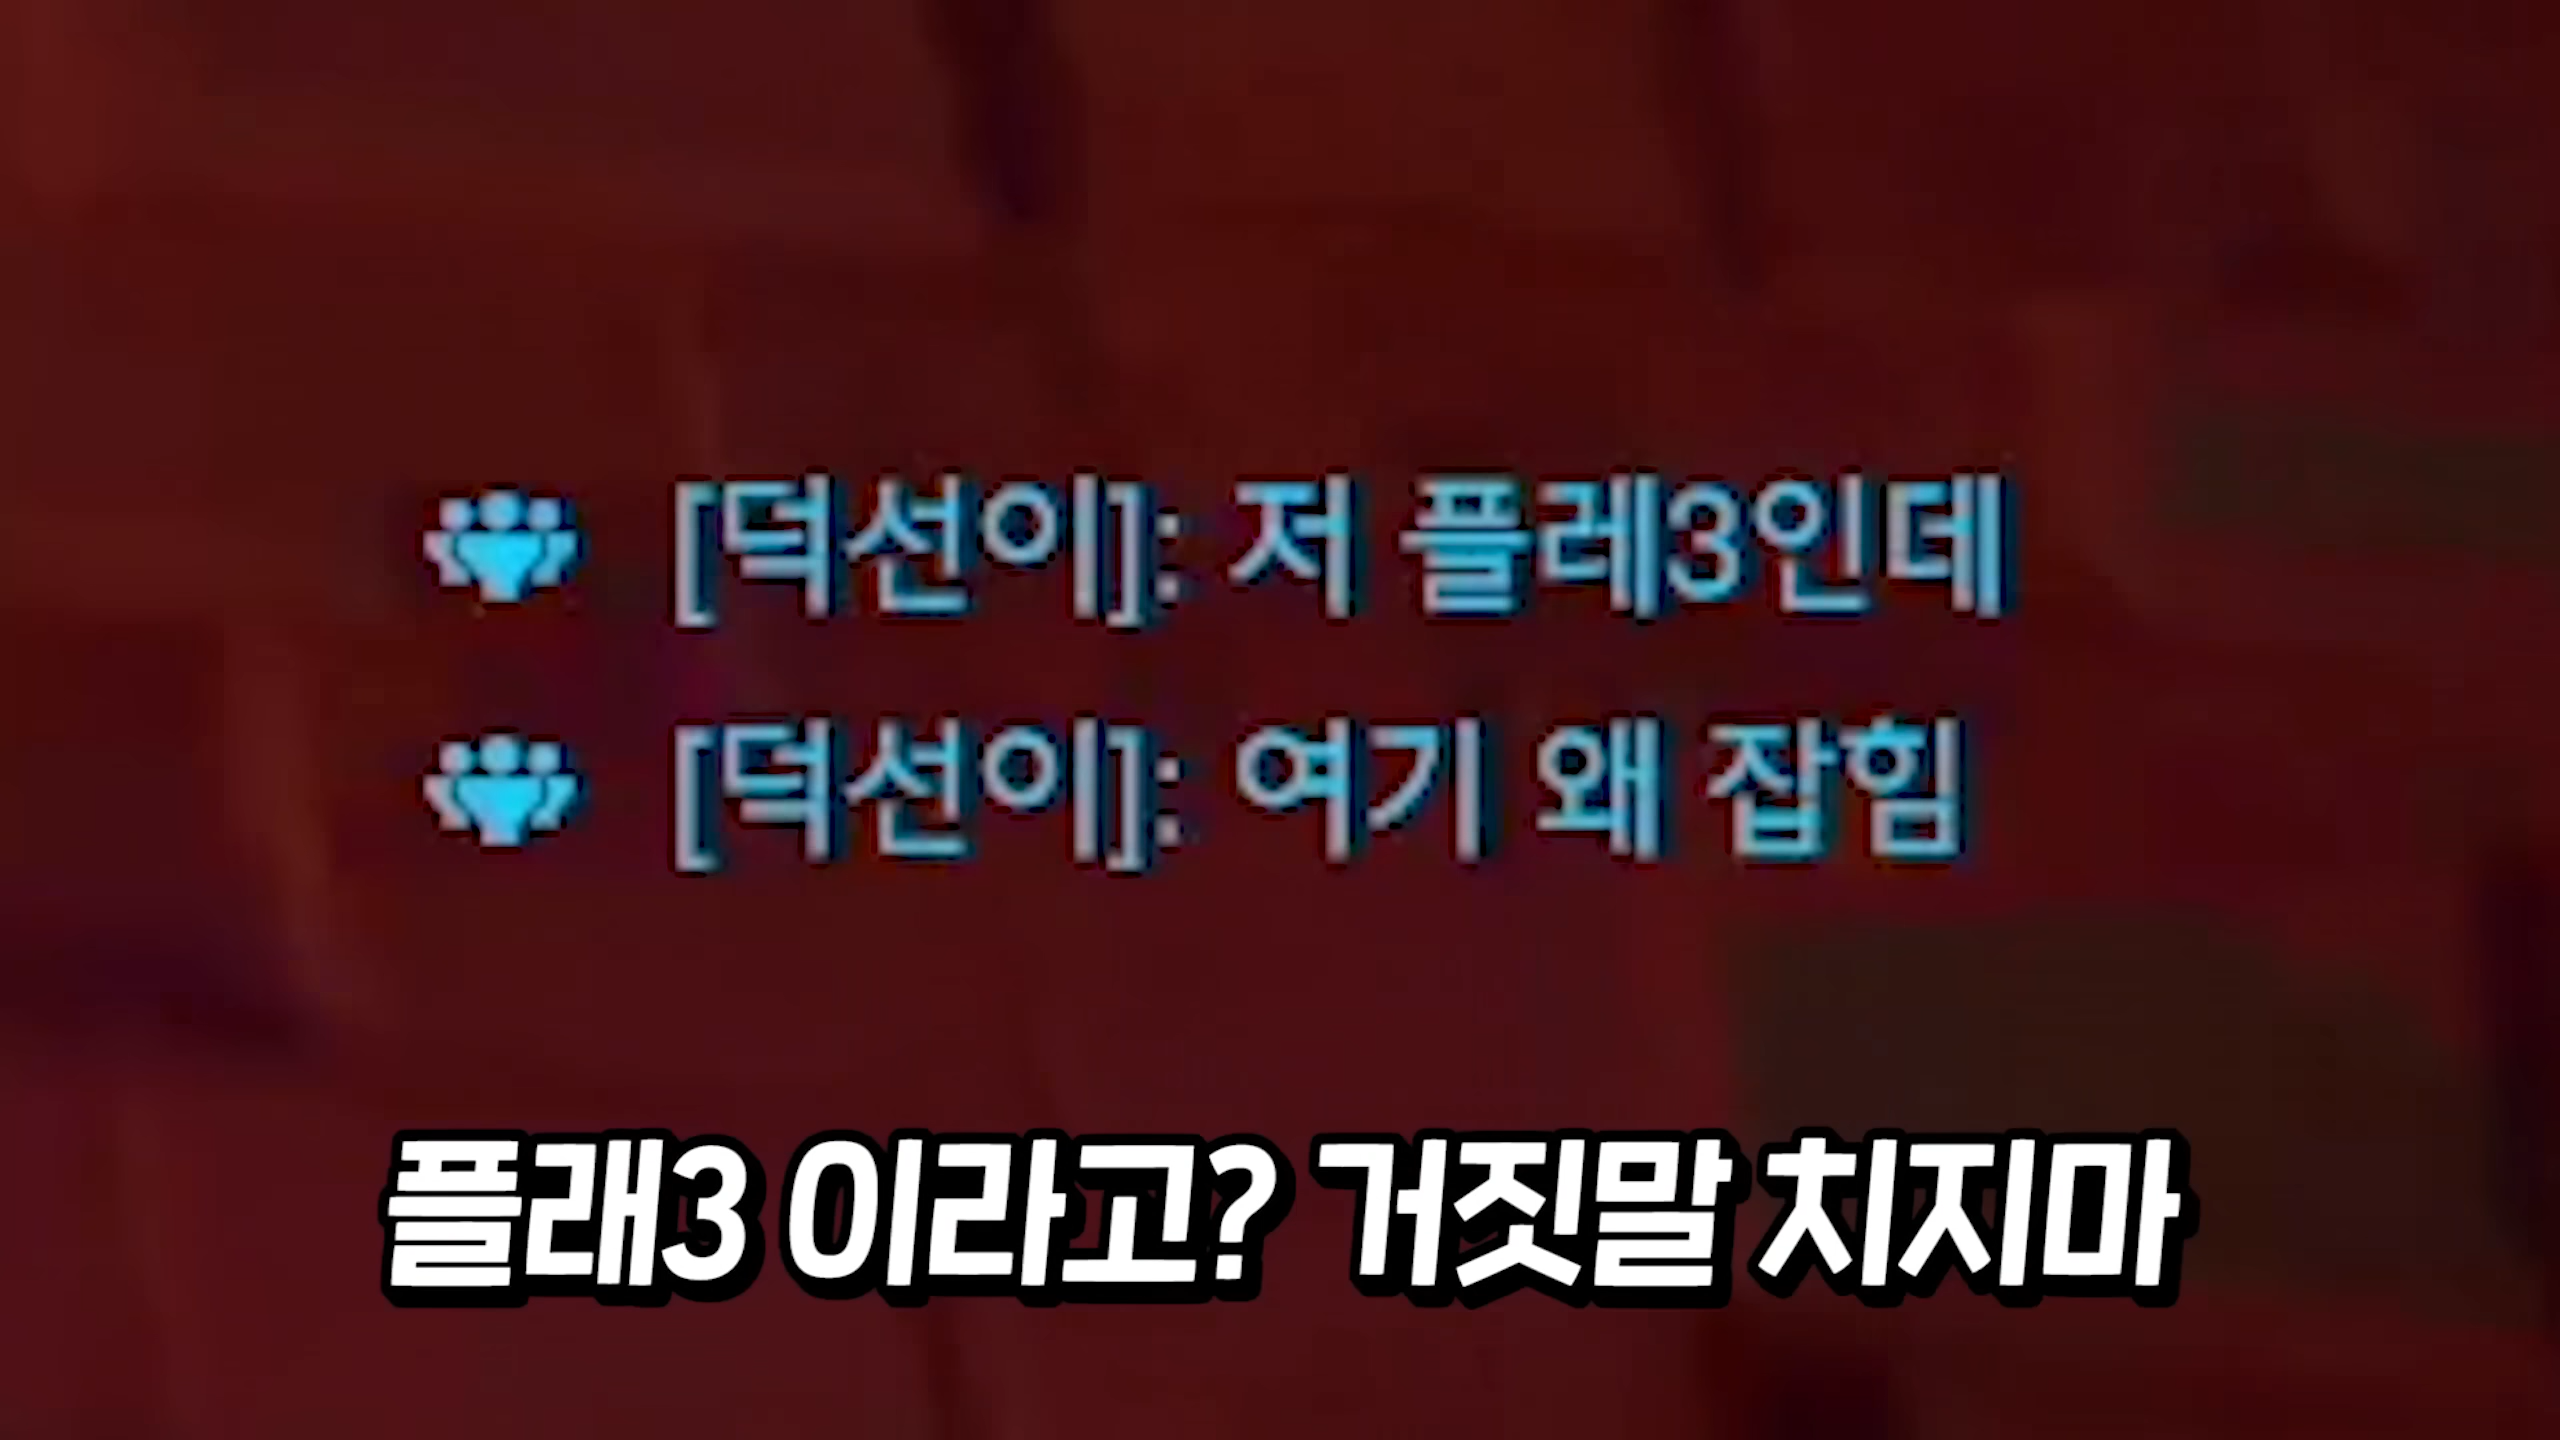 [덕선이]: 저 플레3인데
[덕선이]: 여기 왜 잡힘
플래3 이라고? 거짓말 치지마